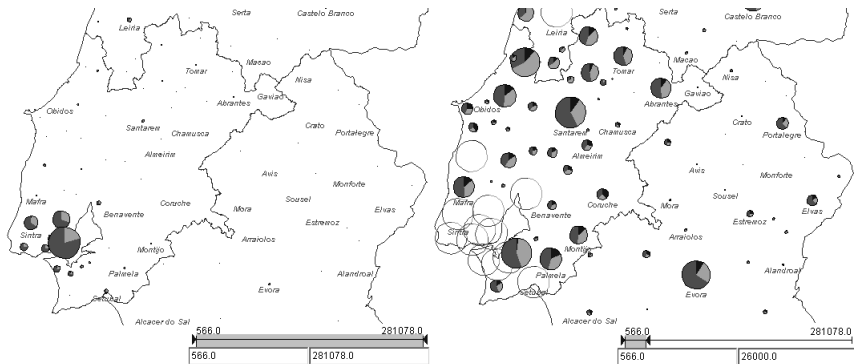 Serta
Castelo Branco
Leiria
Macao
Tomar
Nisa
Abrantes
Gaviao
Obidos
Crato
Santarem
Chamusca
Portalegre
Almeirim
Avis
Monforte
Mafra
Sousel
Coruche
Mora
Elvas
Benavente
Estremoz
Sintra
Arraiolos
Montijo
Palmela
Alandroal
Evora
Setubal
Alcacer do Sal
566.0 281078.0
566.0 281078.0
Serta
Castelo Branco
Leiria
Macao
Tomar
Nisa
Abrantes
Gaviao
Obidos
Crato
Santarem
Chamusca
Portalegre
Almeirim
Avis
Monforte
Mafra
Sousel
Coruche
Mora
Elvas
Benavente
Estremoz
Sintra
Arraiolos
Montijo
Palmela
Alandroal
Evora
Setubal
Alcacer do Sal
566.0 281078.0
566.0 26000.0